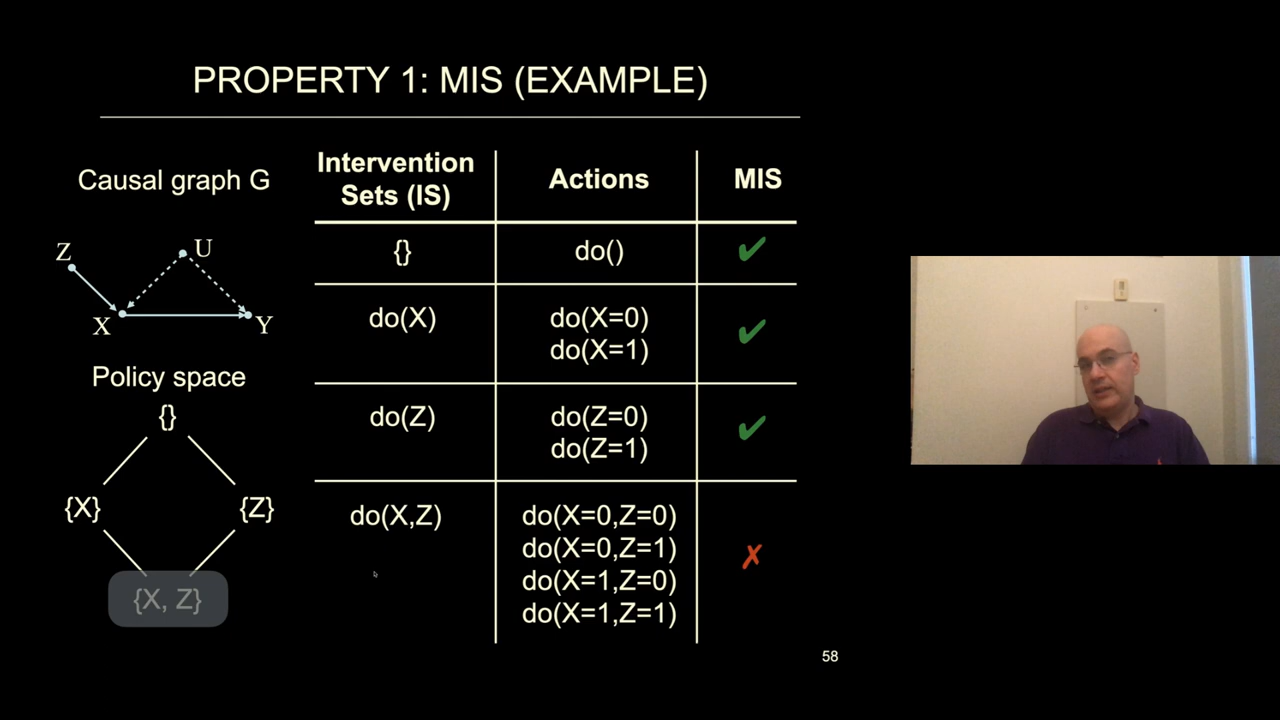 PROPERTY 1: MIS (EXAMPLE)
Causal graph G
Z
U
X
Y
Policy space
{}
{X}
{Z}
{X, Z}
Intervention
Sets (IS)
Actions
MIS
{}
do()
✔
do(X)
do(X=0)
do(X=1)
✔
do(Z)
do(Z=0)
do(Z=1)
✔
do(X,Z)
do(X=0,Z=0)
do(X=0,Z=1)
do(X=1,Z=0)
do(X=1,Z=1)
✗
58